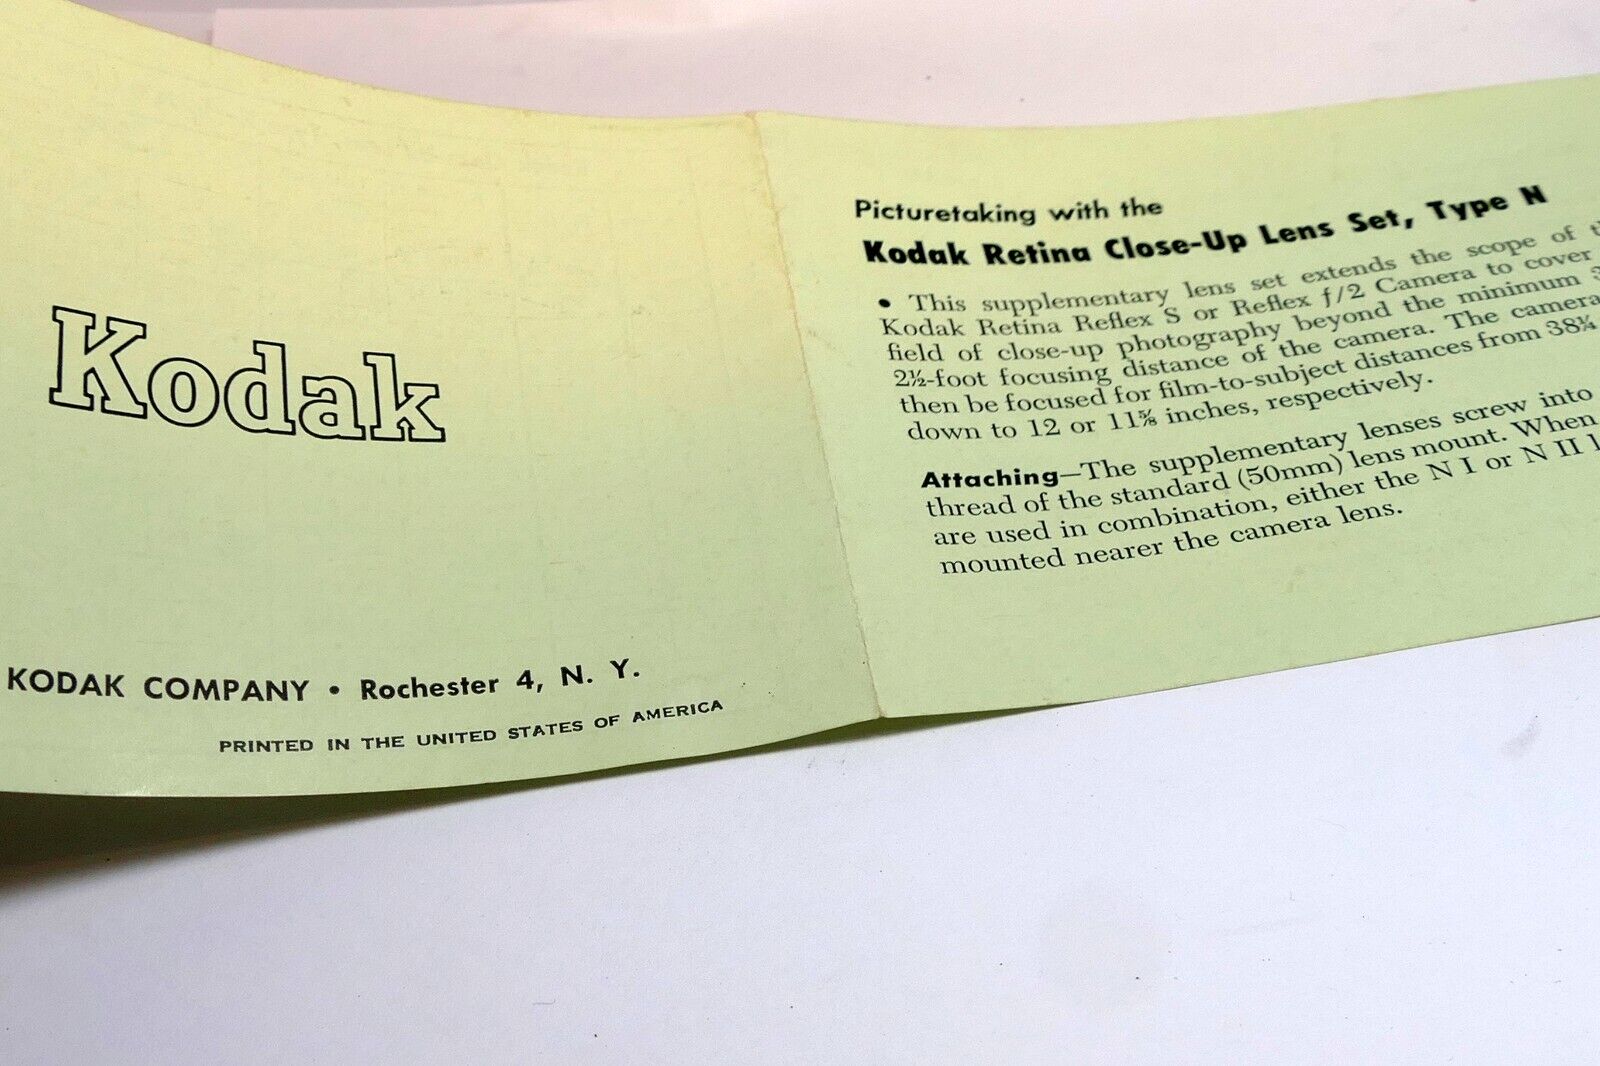 Kodak
KODAK COMPANY • Rochester 4, N. Y.
PRINTED IN THE UNITED STATES OF AMERICA
Picturetaking with the
Kodak Retina Close-Up Lens Set, Type N
• This supplementary lens set extends the scope of
Kodak Retina Reflex S or Reflex f/2 Camera to cover
field of close-up photography beyond the minimum
2½-foot focusing distance of the camera. The camera
then be focused for film-to-subject distances from 38¾
down to 12 or 11⅝ inches, respectively.
Attaching—The supplementary lenses screw into
thread of the standard (50mm) lens mount. When
are used in combination, either the N I or N II
mounted nearer the camera lens.